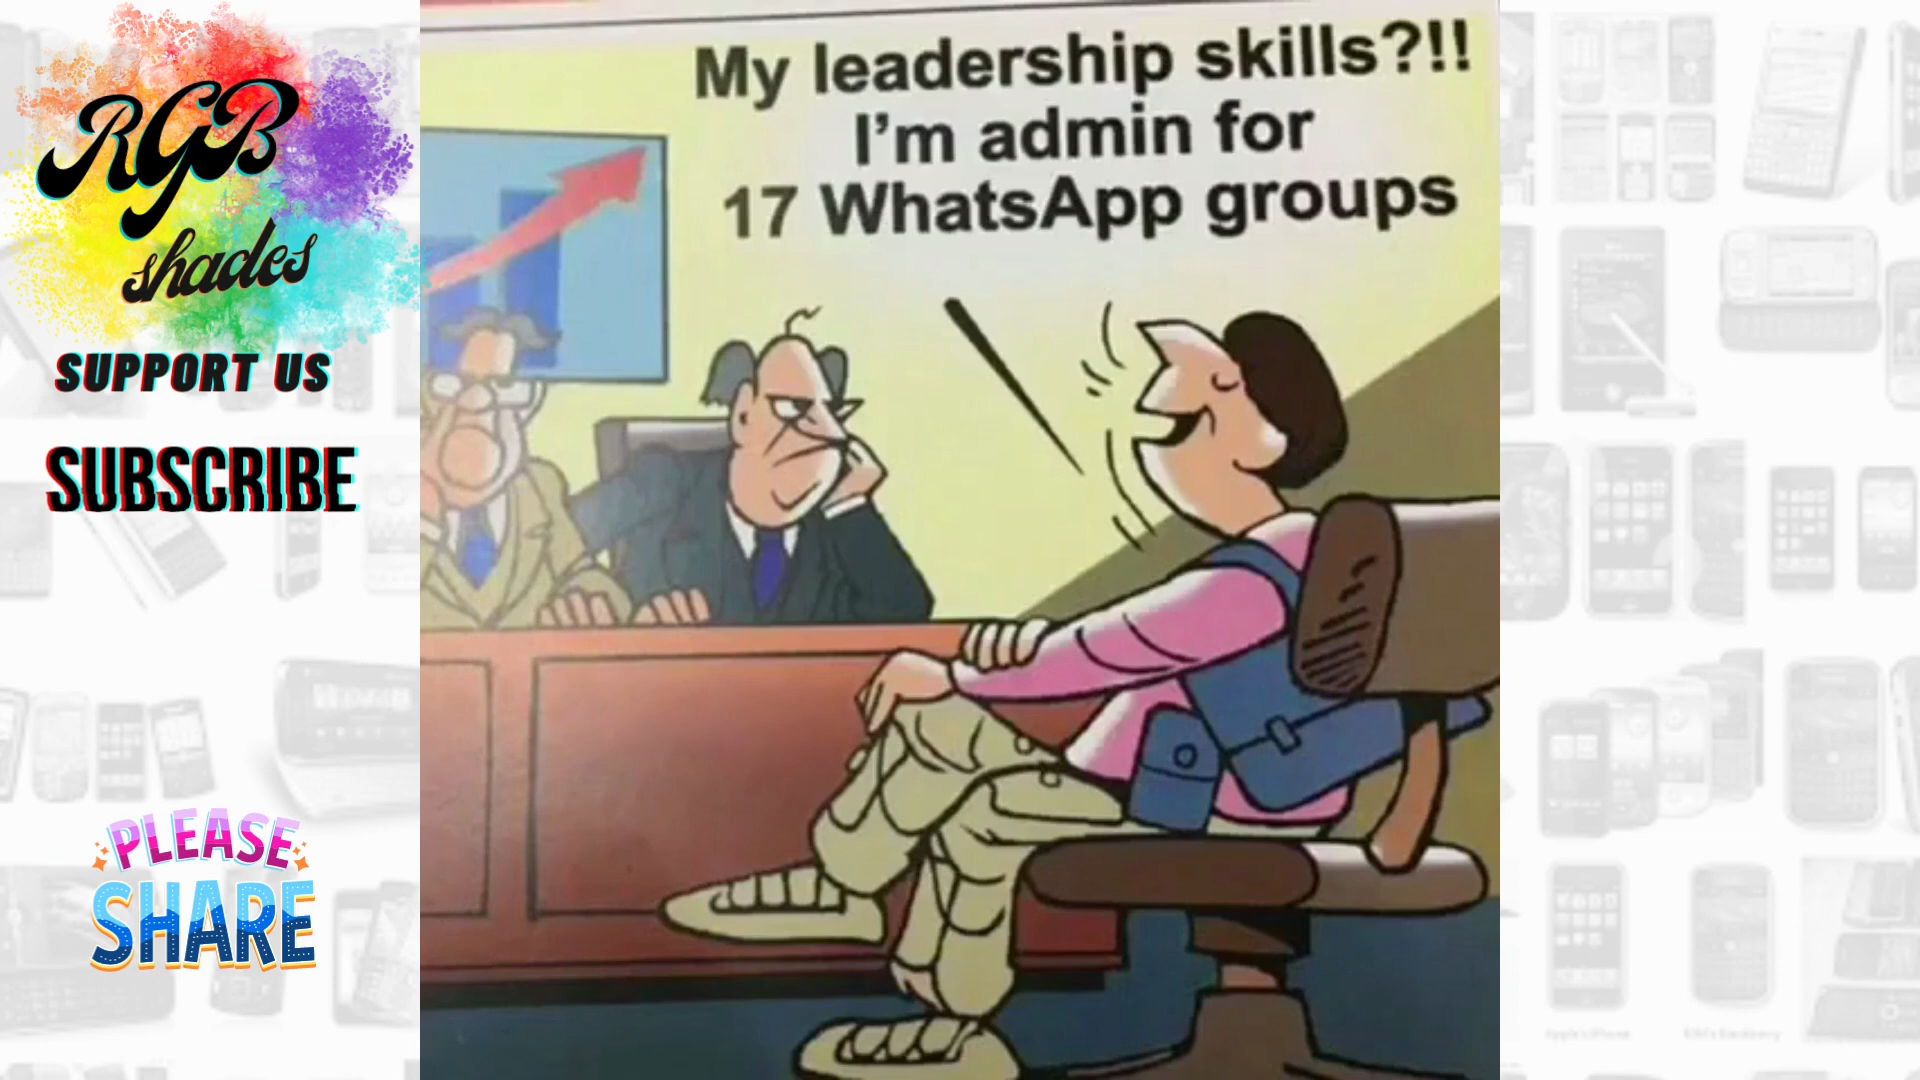 RGB
shades
SUPPORT US
SUBSCRIBE
PLEASE
SHARE
My leadership skills?!!
I'm admin for
17 WhatsApp groups